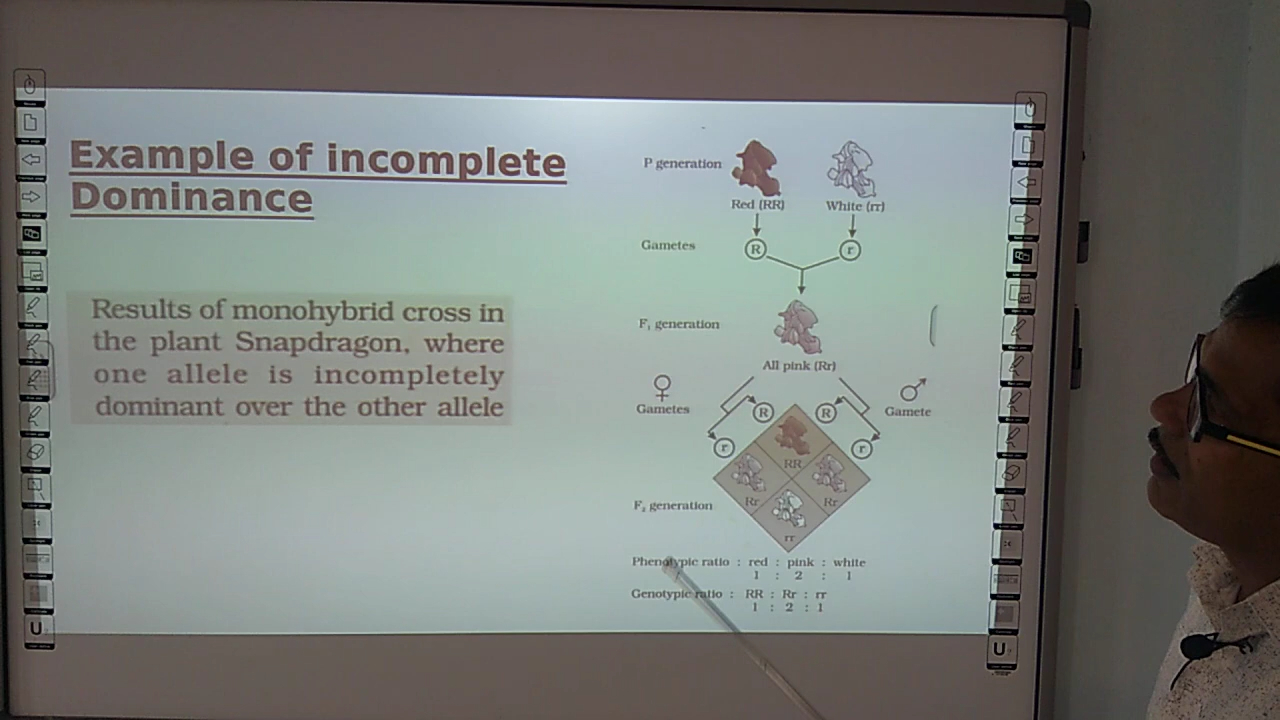 Example of incomplete
Dominance
Results of monohybrid cross in
the plant Snapdragon, where
one allele is incompletely
dominant over the other allele
P generation
Red (RR) White (rr)
Gametes R r
F₁ generation
All pink (Rr)
♀ ♂
Gametes R R Gamete
r r
RR
Rr Rr
F₂ generation
rr
Phenotypic ratio : red : pink : white
1 : 2 : 1
Genotypic ratio : RR : Rr : rr
1 : 2 : 1
U
U